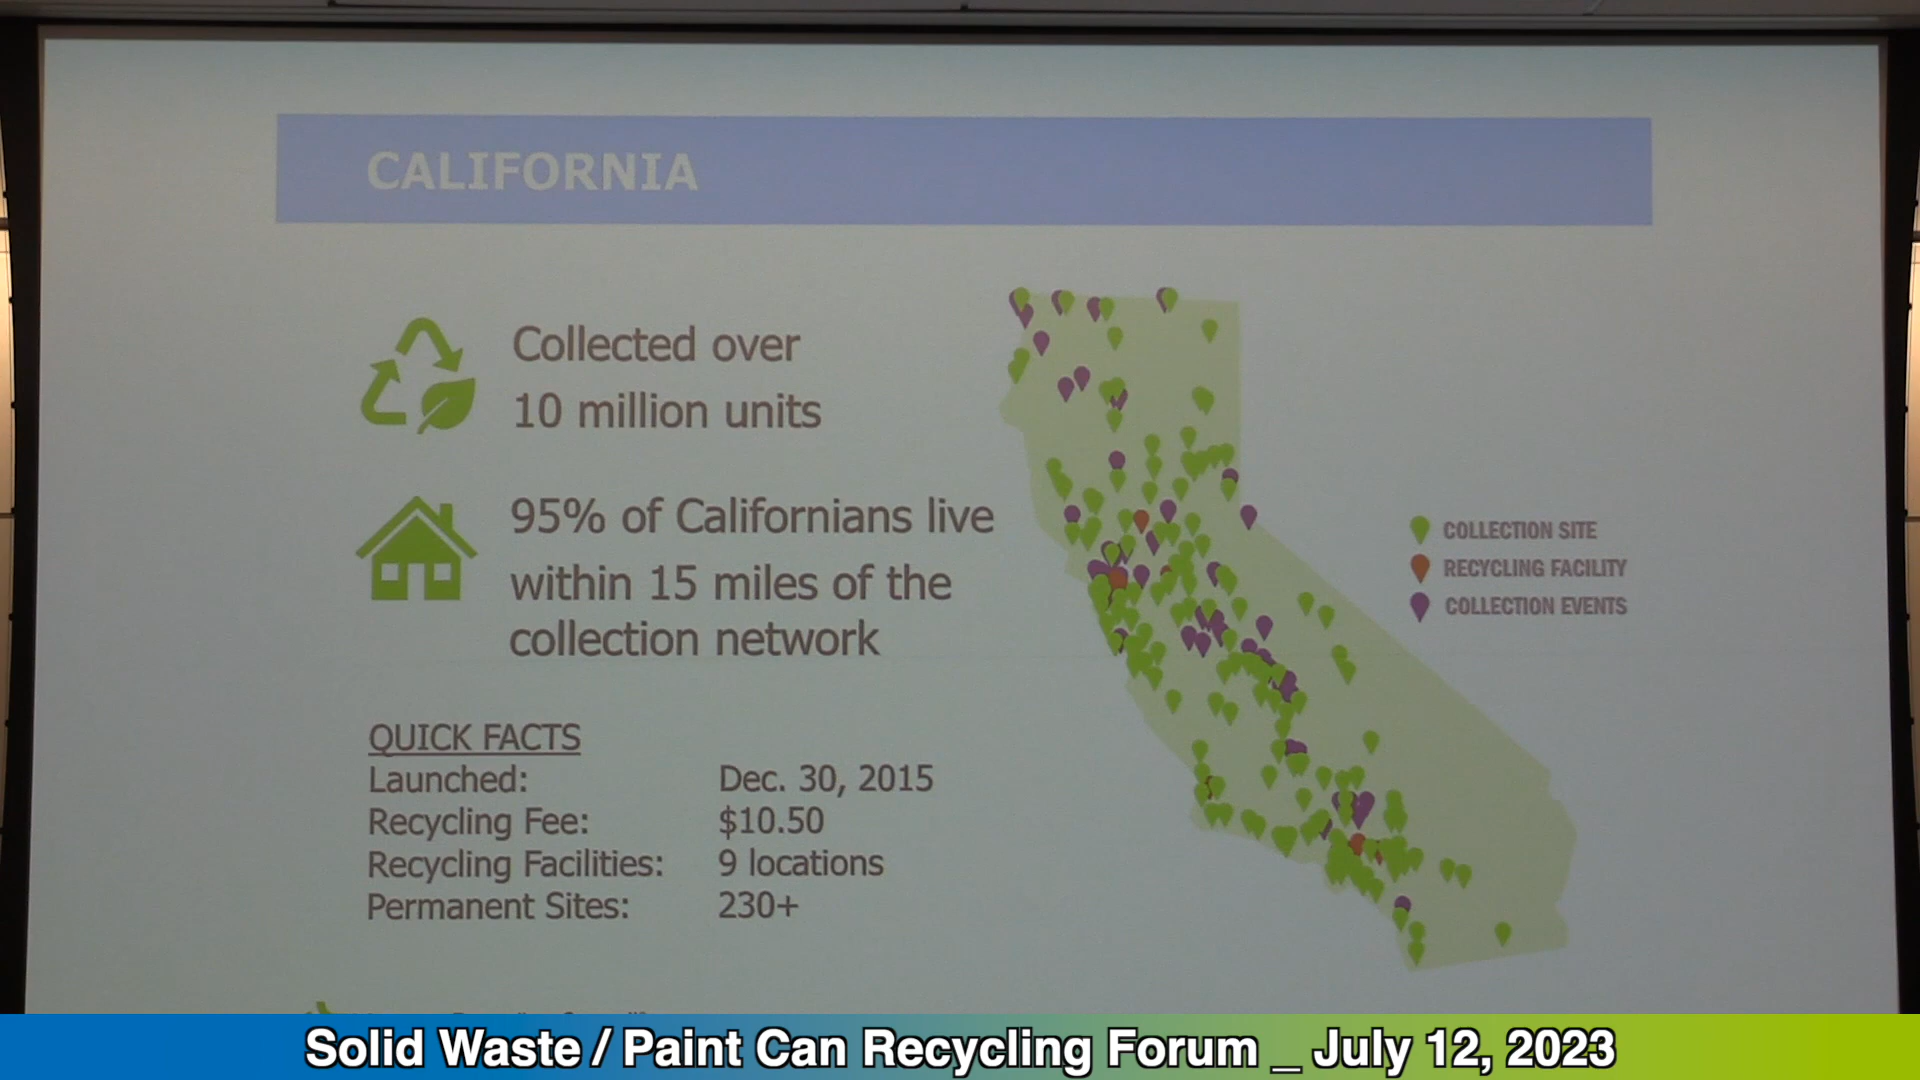 CALIFORNIA
Collected over
10 million units
95% of Californians live
within 15 miles of the
collection network
COLLECTION SITE
RECYCLING FACILITY
COLLECTION EVENTS
QUICK FACTS
Launched: Dec. 30, 2015
Recycling Fee: $10.50
Recycling Facilities: 9 locations
Permanent Sites: 230+
Solid Waste / Paint Can Recycling Forum _ July 12, 2023